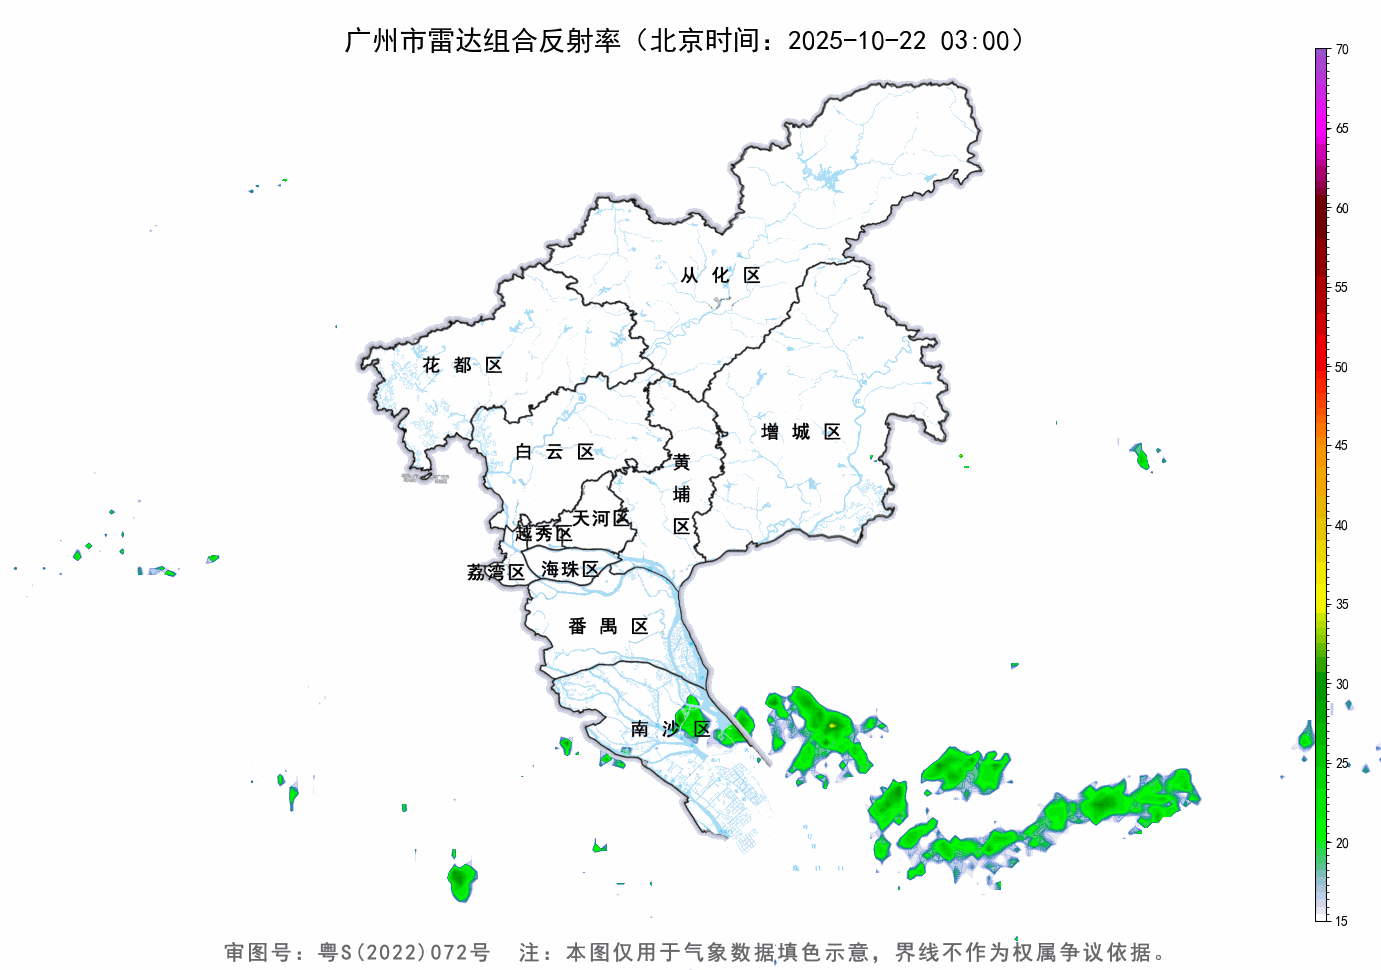 广州市雷达组合反射率（北京时间：2025-10-22 03:00）
70
65
60
55
50
45
40
35
30
25
20
15
从化区
花都区
增城区
白云区
黄埔区
天河区
越秀区
海珠区
荔湾区
番禺区
南沙区
审图号：粤S(2022)072号 注：本图仅用于气象数据填色示意，界线不作为权属争议依据。